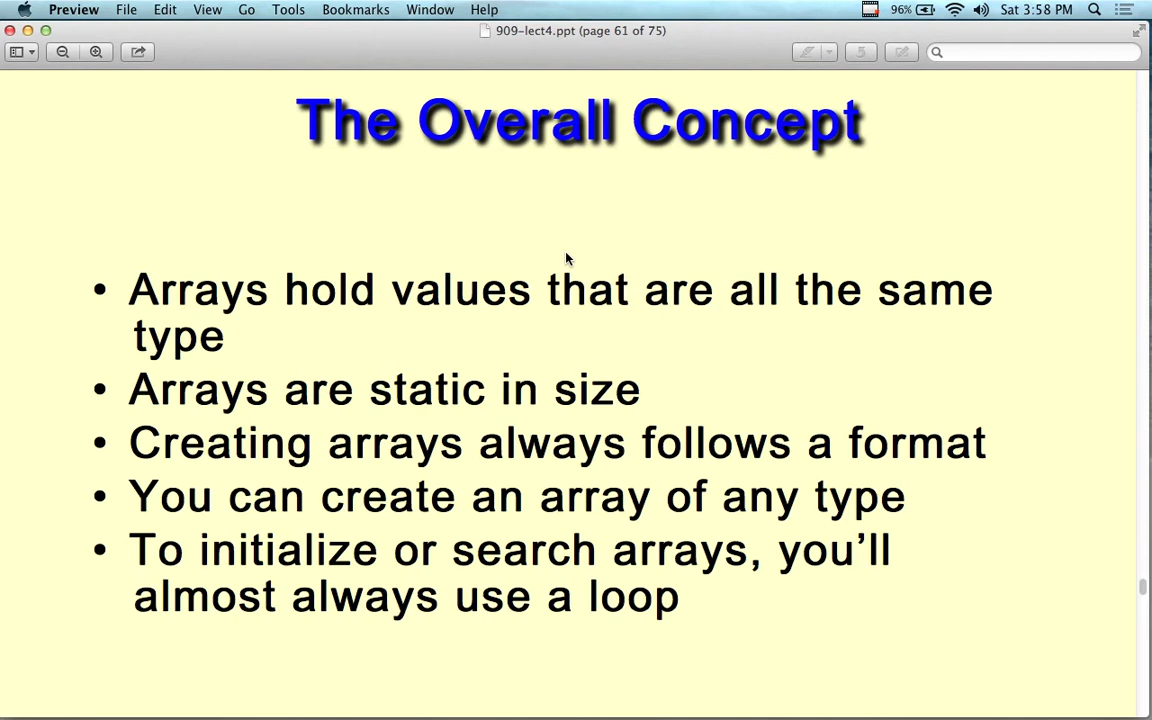 Preview File Edit View Go Tools Bookmarks Window Help 96% Sat 3:58 PM
909-lect4.ppt (page 61 of 75)
5
The Overall Concept
• Arrays hold values that are all the same
type
• Arrays are static in size
• Creating arrays always follows a format
• You can create an array of any type
• To initialize or search arrays, you’ll
almost always use a loop